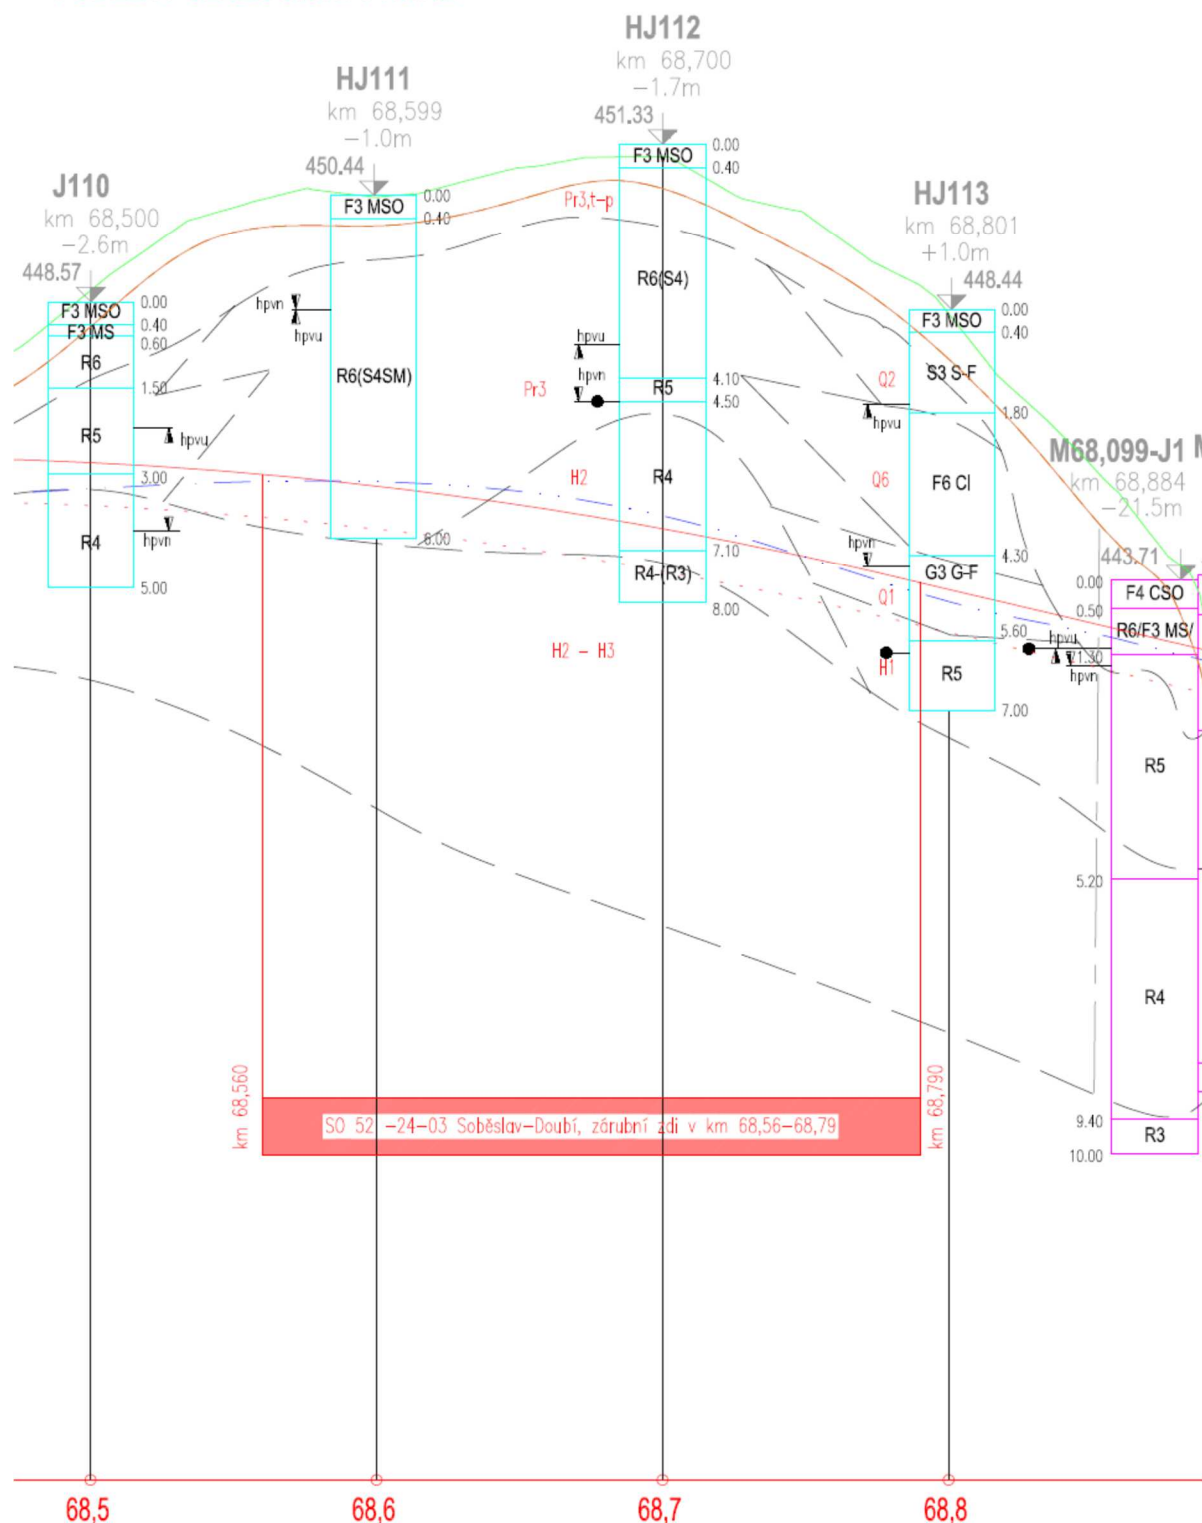 HJ112
km 68,700
-1.7m
451.33
HJ111
km 68,599
-1.0m
450.44
J110
km 68,500
-2.6m
448.57
HJ113
km 68,801
+1.0m
448.44
M68,099-J1
km 68,884
-21.5m
443.71
F3 MSO
0.00
0.40
F3 MS
0.60
R6
1.50
R5
hpvu
3.00
R4
hpvn
5.00
F3 MSO
0.00
0.40
hpvn
hpvu
R6(S4SM)
6.00
Pr3,t-p
F3 MSO
0.00
0.40
R6(S4)
hpvu
hpvn
Pr3
R5
4.10
4.50
H2
R4
7.10
R4-(R3)
8.00
H2 - H3
F3 MSO
0.00
0.40
Q2
S3 S-F
1.80
hpvu
Q6
F6 CI
4.30
hpvn
G3 G-F
Q1
5.60
H1
R5
7.00
0.00
F4 CSO
0.50
R6/F3 MS/
hpvu
1.30
hpvn
R5
5.20
R4
9.40
R3
10.00
km 68,560
SO 52 -24-03 Soběslav-Doubí, zárubní zdi v km 68,56-68,79
km 68,790
68,5
68,6
68,7
68,8